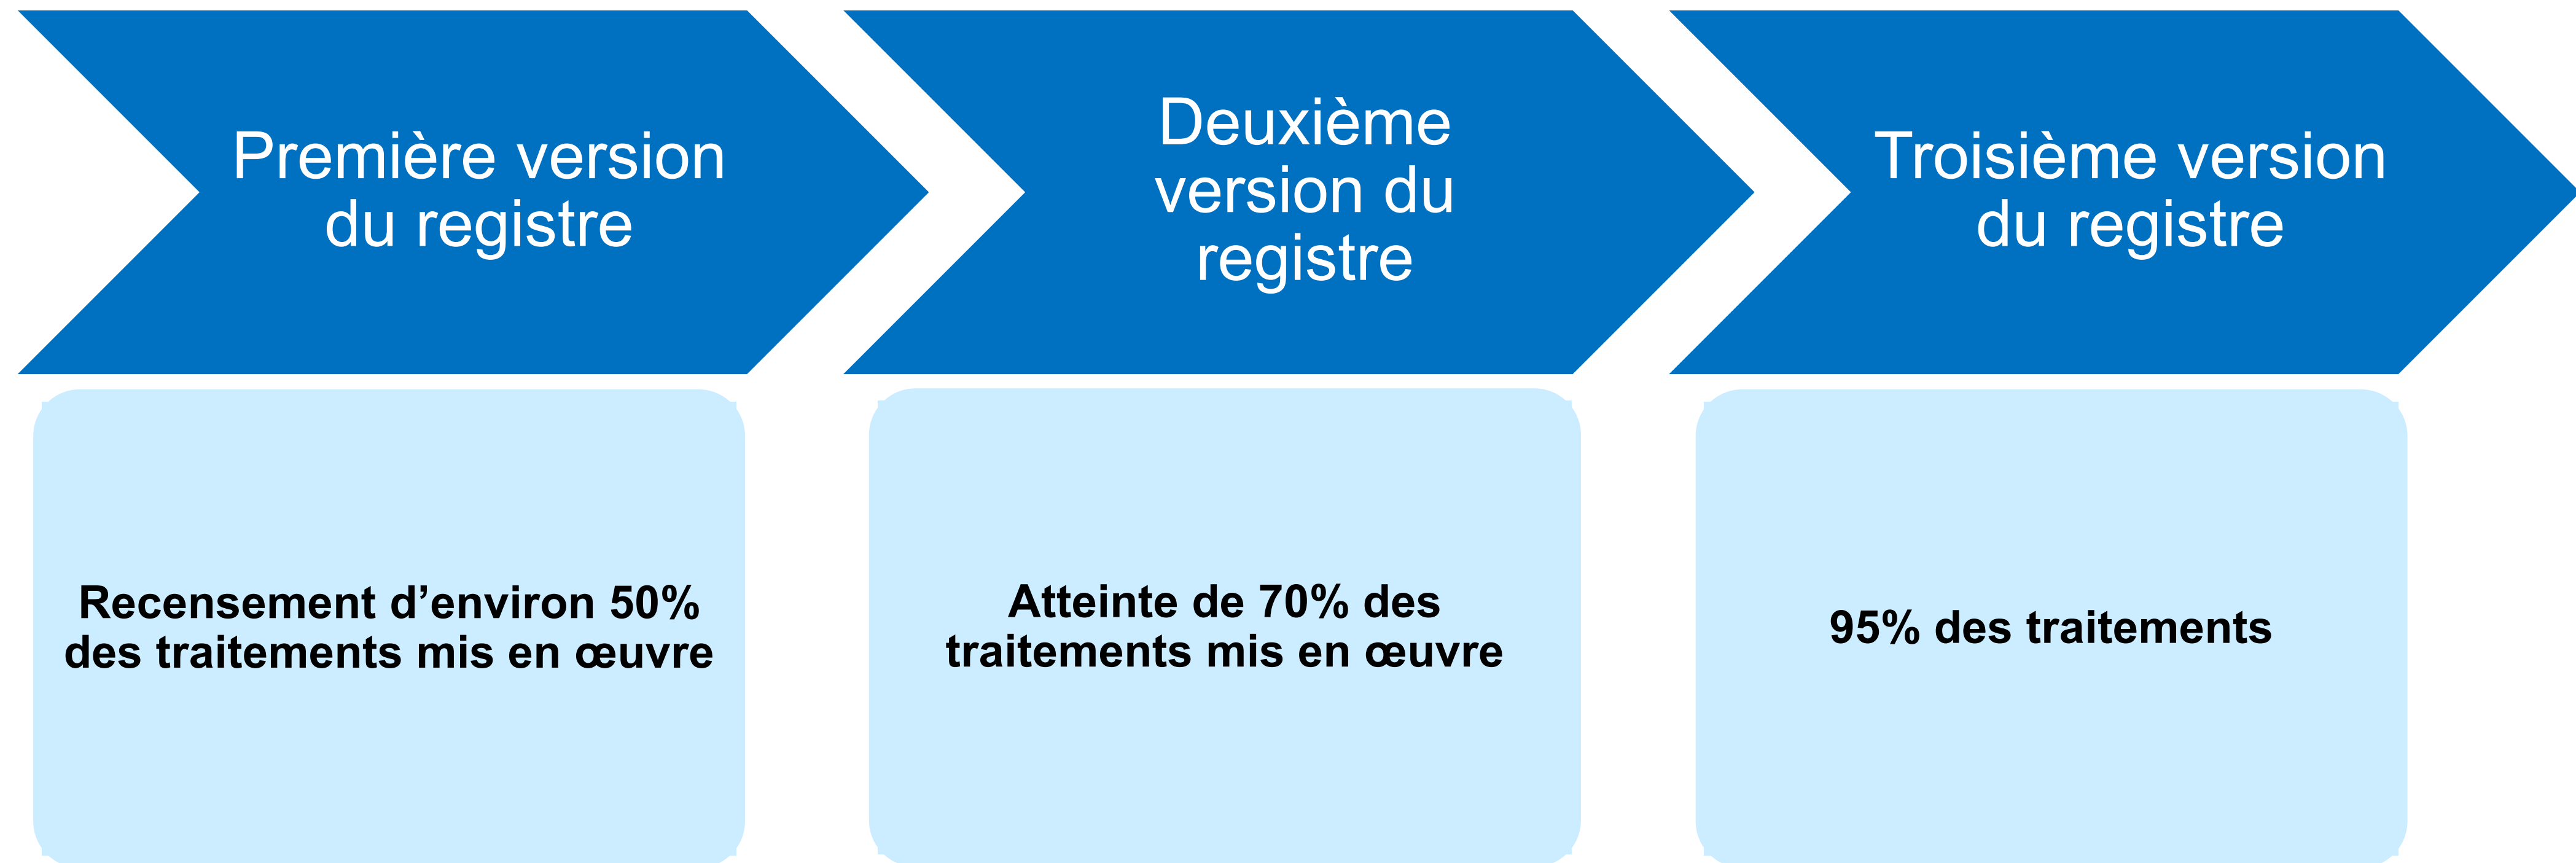 Première version
du registre
Deuxième
version du
registre
Troisième version
du registre
Recensement d’environ 50%
des traitements mis en œuvre
Atteinte de 70% des
traitements mis en œuvre
95% des traitements